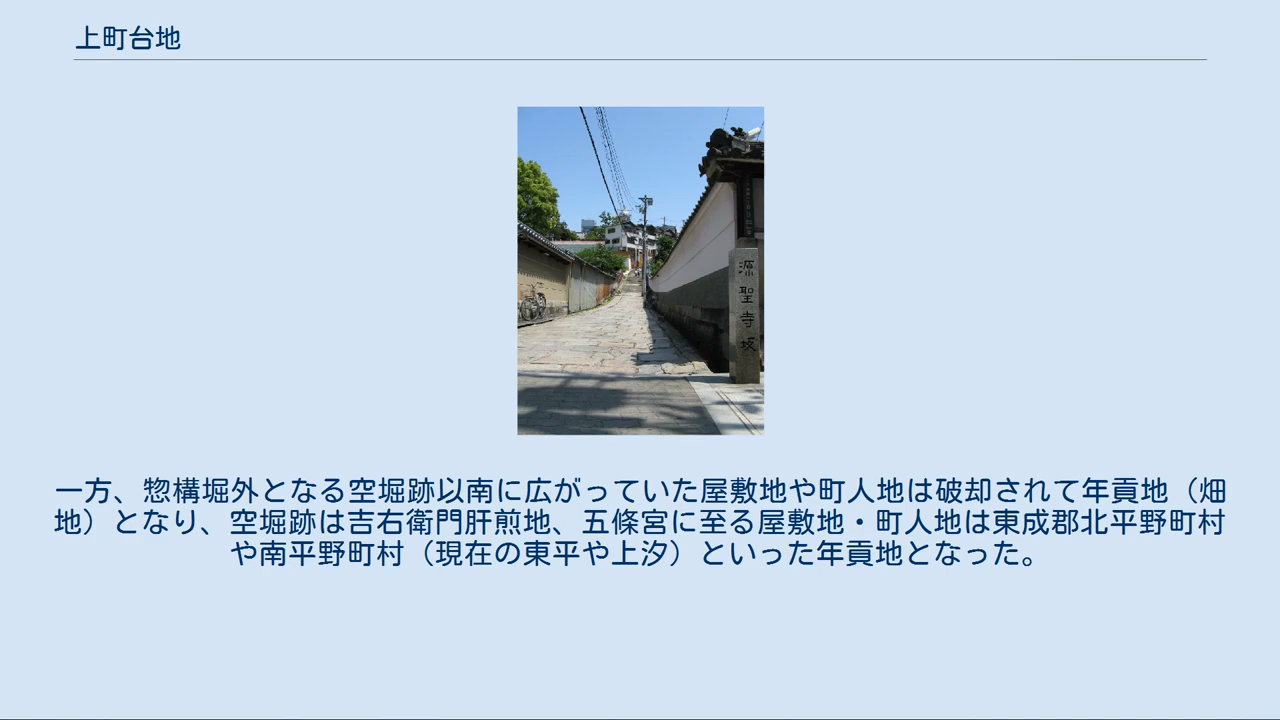 上町台地
源聖寺坂
一方、惣構堀外となる空堀跡以南に広がっていた屋敷地や町人地は破却されて年貢地（畑
地）となり、空堀跡は吉右衛門肝煎地、五條宮に至る屋敷地・町人地は東成郡北平野町村
や南平野町村（現在の東平や上汐）といった年貢地となった。